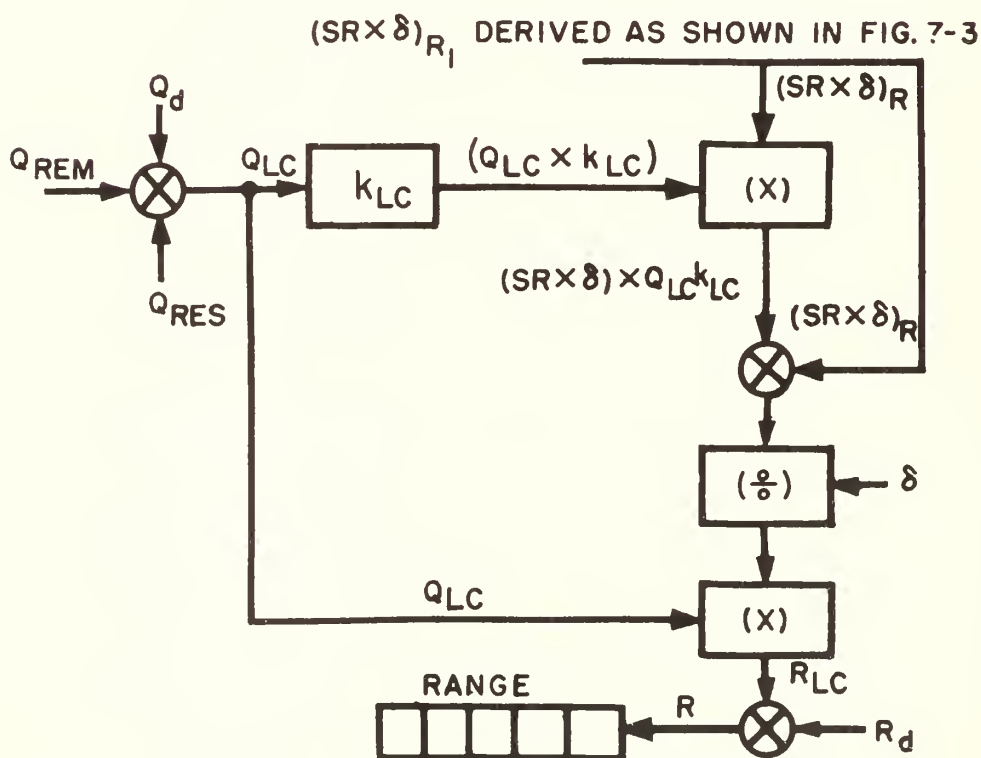 (SR×δ)R₁ DERIVED AS SHOWN IN FIG. 7-3
Qd
(SR×δ)R
QREM
QLC
kLC
(QLC × kLC)
(X)
QRES
(SR×δ)×QLCkLC
(SR×δ)R
(÷)
δ
QLC
(X)
RLC
RANGE
R
Rd